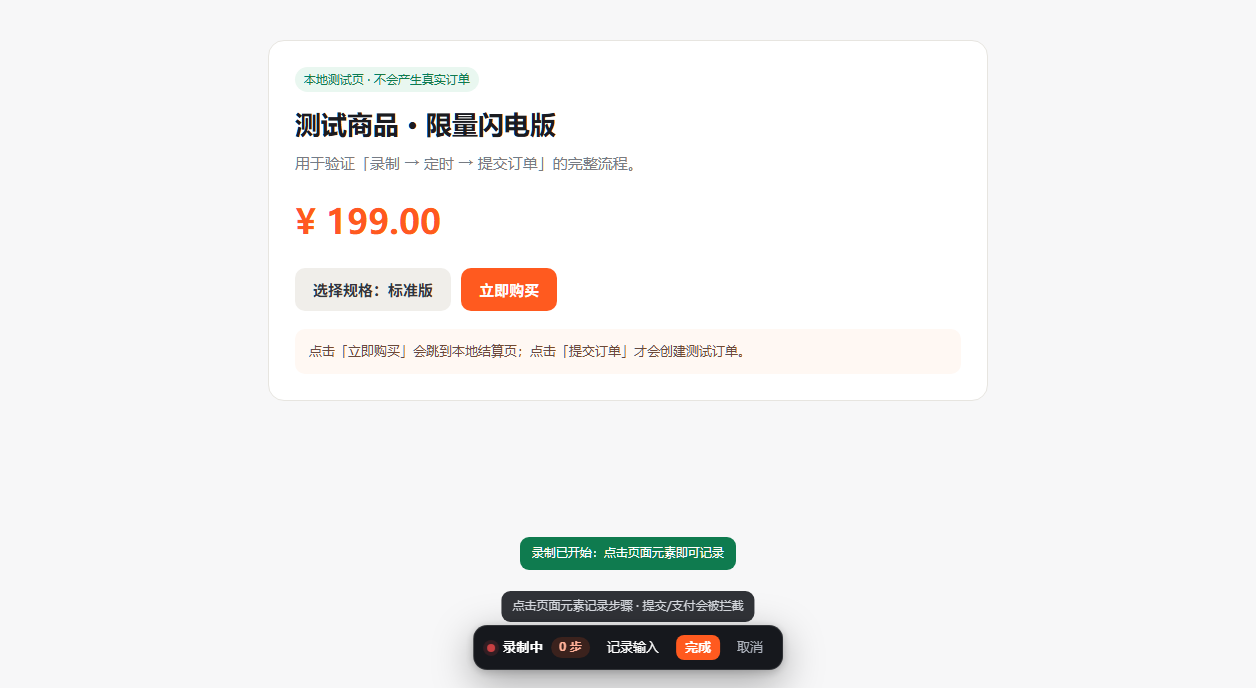 本地测试页 · 不会产生真实订单
测试商品 · 限量闪电版
用于验证「录制 → 定时 → 提交订单」的完整流程。
¥ 199.00
选择规格：标准版
立即购买
点击「立即购买」会跳到本地结算页；点击「提交订单」才会创建测试订单。
录制已开始：点击页面元素即可记录
点击页面元素记录步骤 · 提交/支付会被拦截
录制中 0 步 记录输入 完成 取消